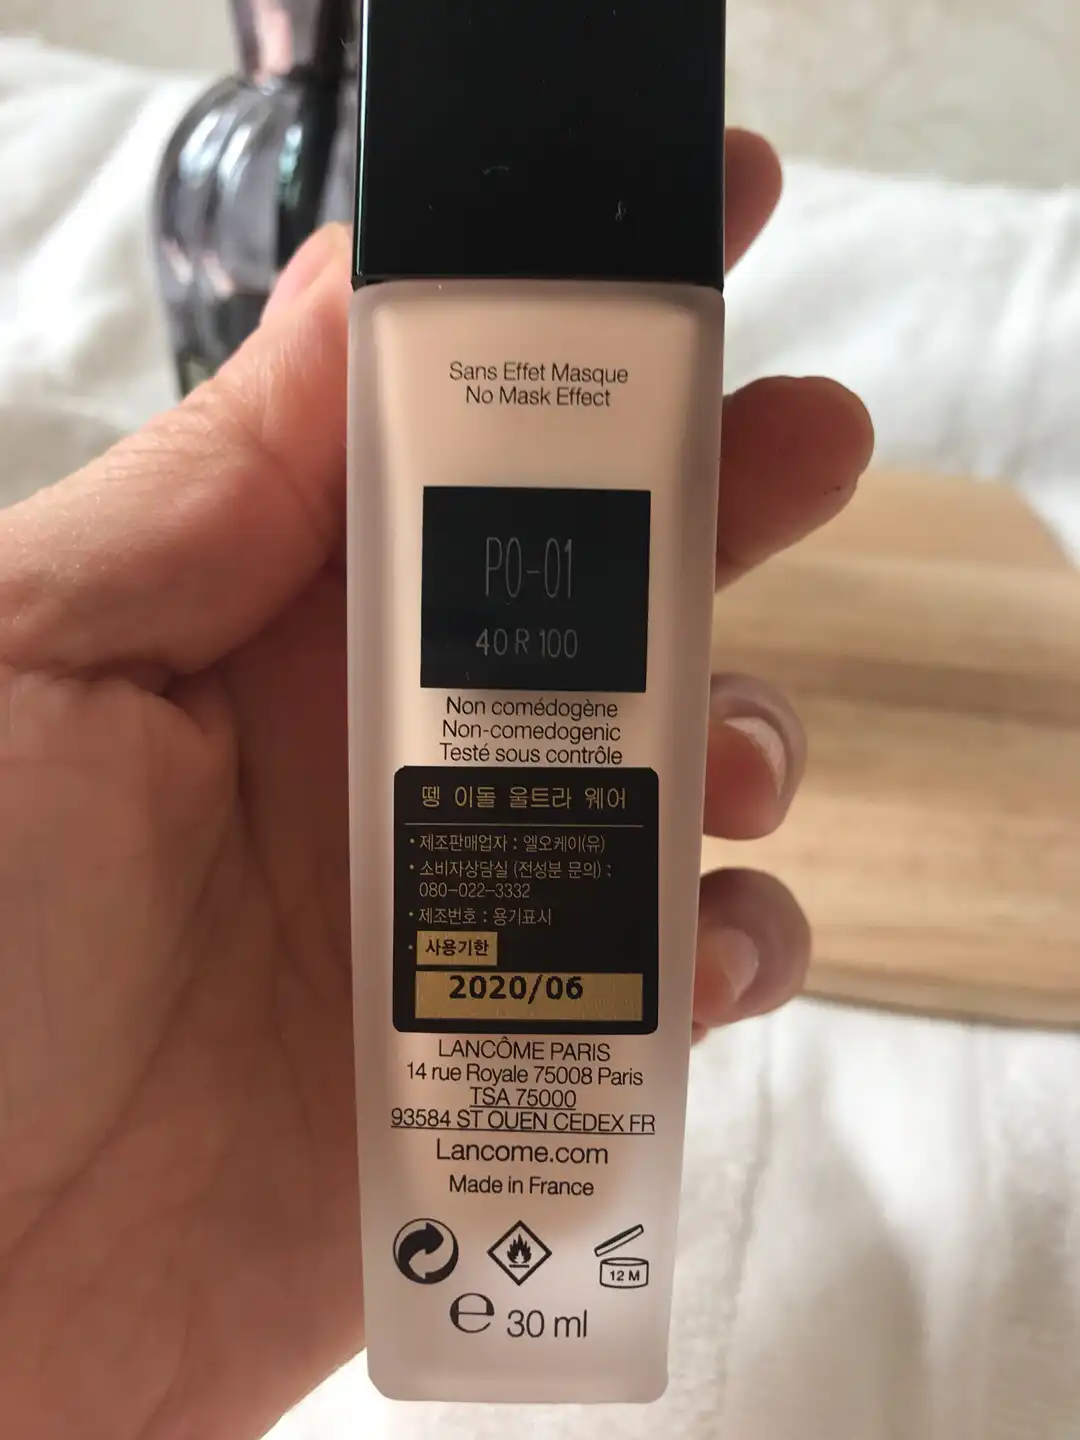 Sans Effet Masque
No Mask Effect
PO-01
40R100
Non comédogène
Non-comedogenic
Testé sous contrôle
뗑 이돌 울트라 웨어
• 제조판매업자 : 엘오케이(유)
• 소비자상담실 (전성분 문의) :
080-022-3332
• 제조번호 : 용기표시
• 사용기한
2020/06
LANCÔME PARIS
14 rue Royale 75008 Paris
TSA 75000
93584 ST OUEN CEDEX FR
Lancome.com
Made in France
12 M
℮ 30 ml